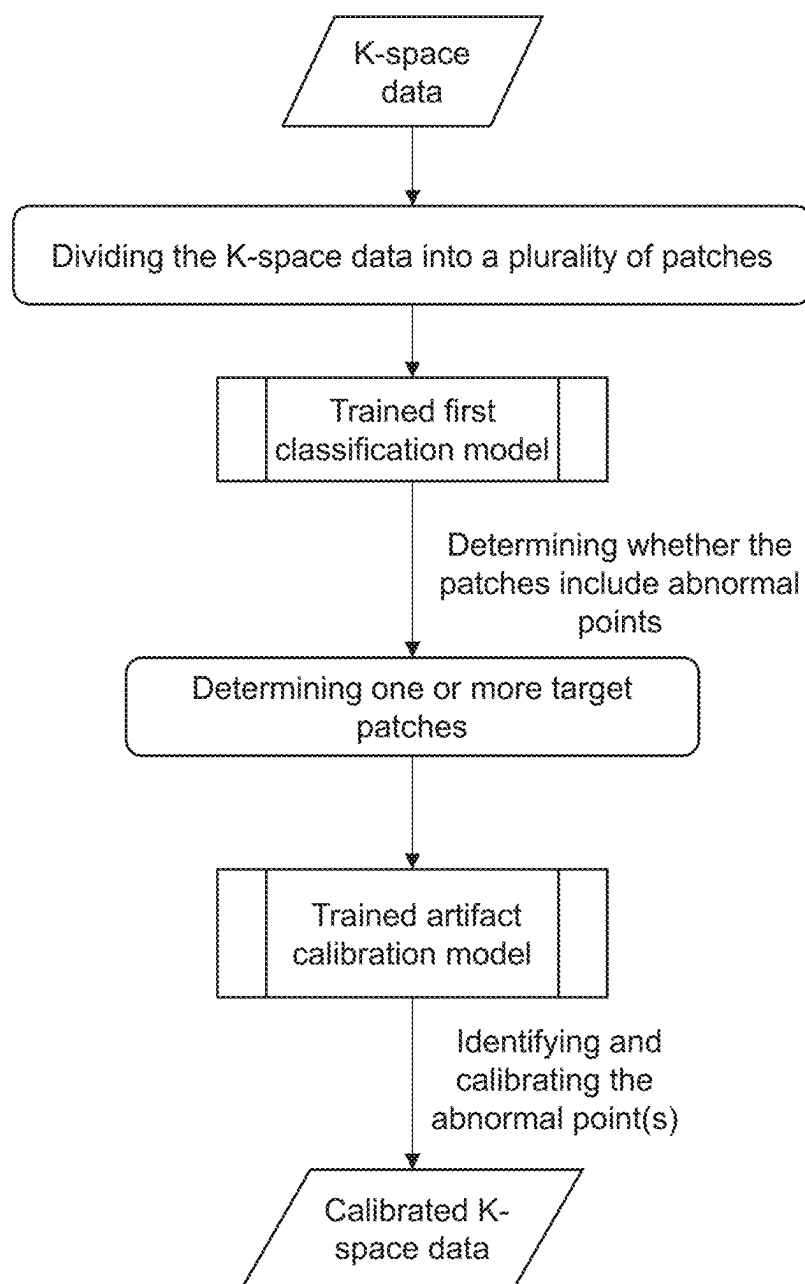 K-space
data
Dividing the K-space data into a plurality of patches
Trained first
classification model
Determining whether the
patches include abnormal
points
Determining one or more target
patches
Trained artifact
calibration model
Identifying and
calibrating the
abnormal point(s)
Calibrated K-
space data